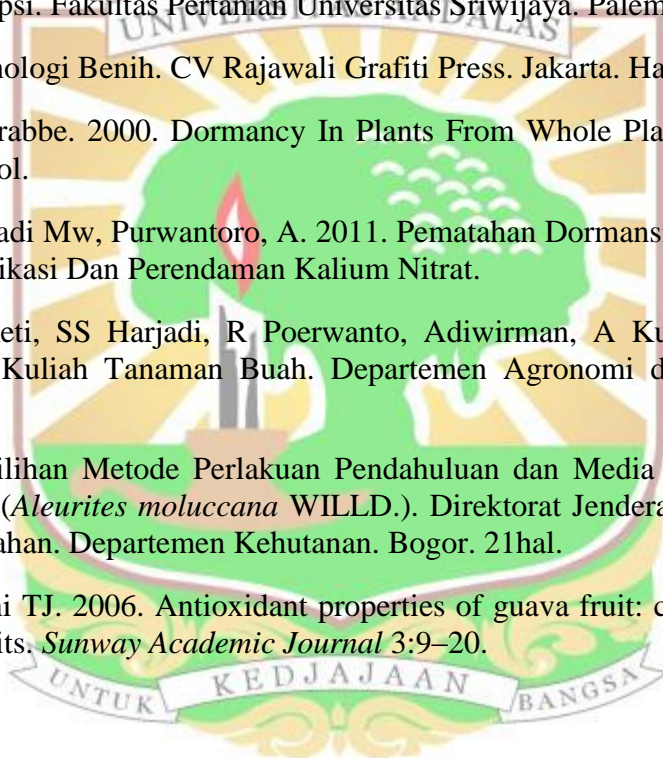 psi. Fakultas Pertanian Universitas Sriwijaya. Palem
UNIVERSITAS ANDALAS
nologi Benih. CV Rajawali Grafiti Press. Jakarta. Ha
rabbe. 2000. Dormancy In Plants From Whole Pla
ol.
adi Mw, Purwantoro, A. 2011. Pematahan Dormans
ikasi Dan Perendaman Kalium Nitrat.
eti, SS Harjadi, R Poerwanto, Adiwirman, A Ku
Kuliah Tanaman Buah. Departemen Agronomi d
ilihan Metode Perlakuan Pendahuluan dan Media
(Aleurites moluccana WILLD.). Direktorat Jendera
ahan. Departemen Kehutanan. Bogor. 21hal.
ni TJ. 2006. Antioxidant properties of guava fruit: c
its. Sunway Academic Journal 3:9–20.
UNTUK KEDJAJAAN BANGSA